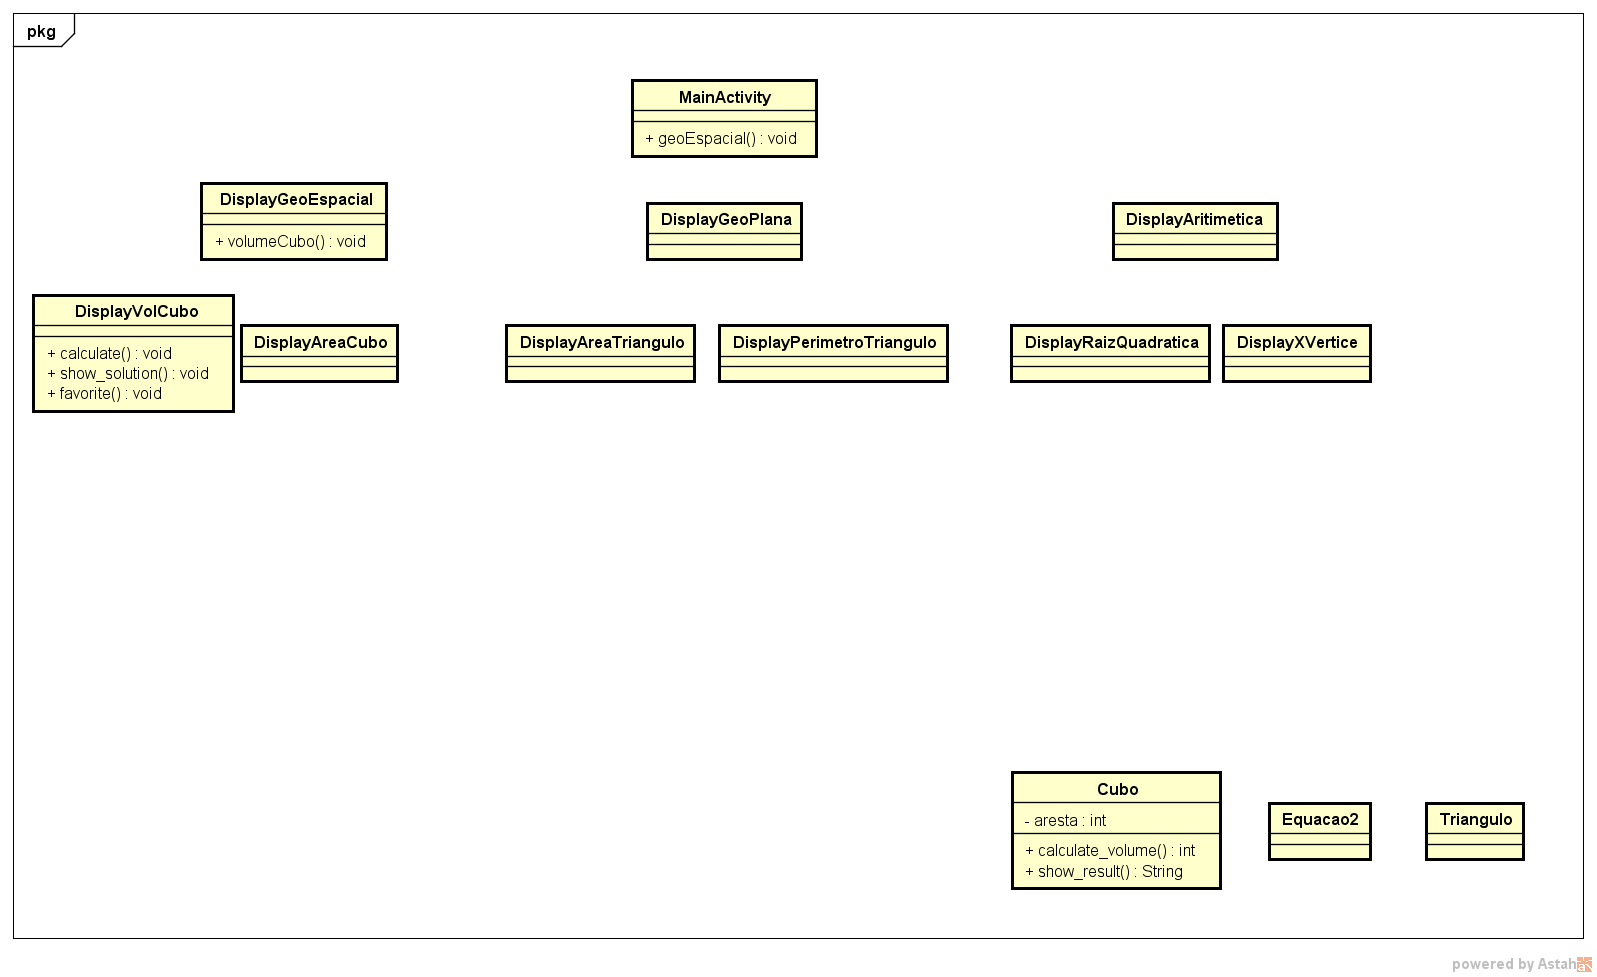 pkg
MainActivity
+ geoEspacial() : void
DisplayGeoEspacial
+ volumeCubo() : void
DisplayGeoPlana
DisplayAritimetica
DisplayVolCubo
+ calculate() : void
+ show_solution() : void
+ favorite() : void
DisplayAreaCubo
DisplayAreaTriangulo
DisplayPerimetroTriangulo
DisplayRaizQuadratica
DisplayXVertice
Cubo
- aresta : int
+ calculate_volume() : int
+ show_result() : String
Equacao2
Triangulo
powered by Astah